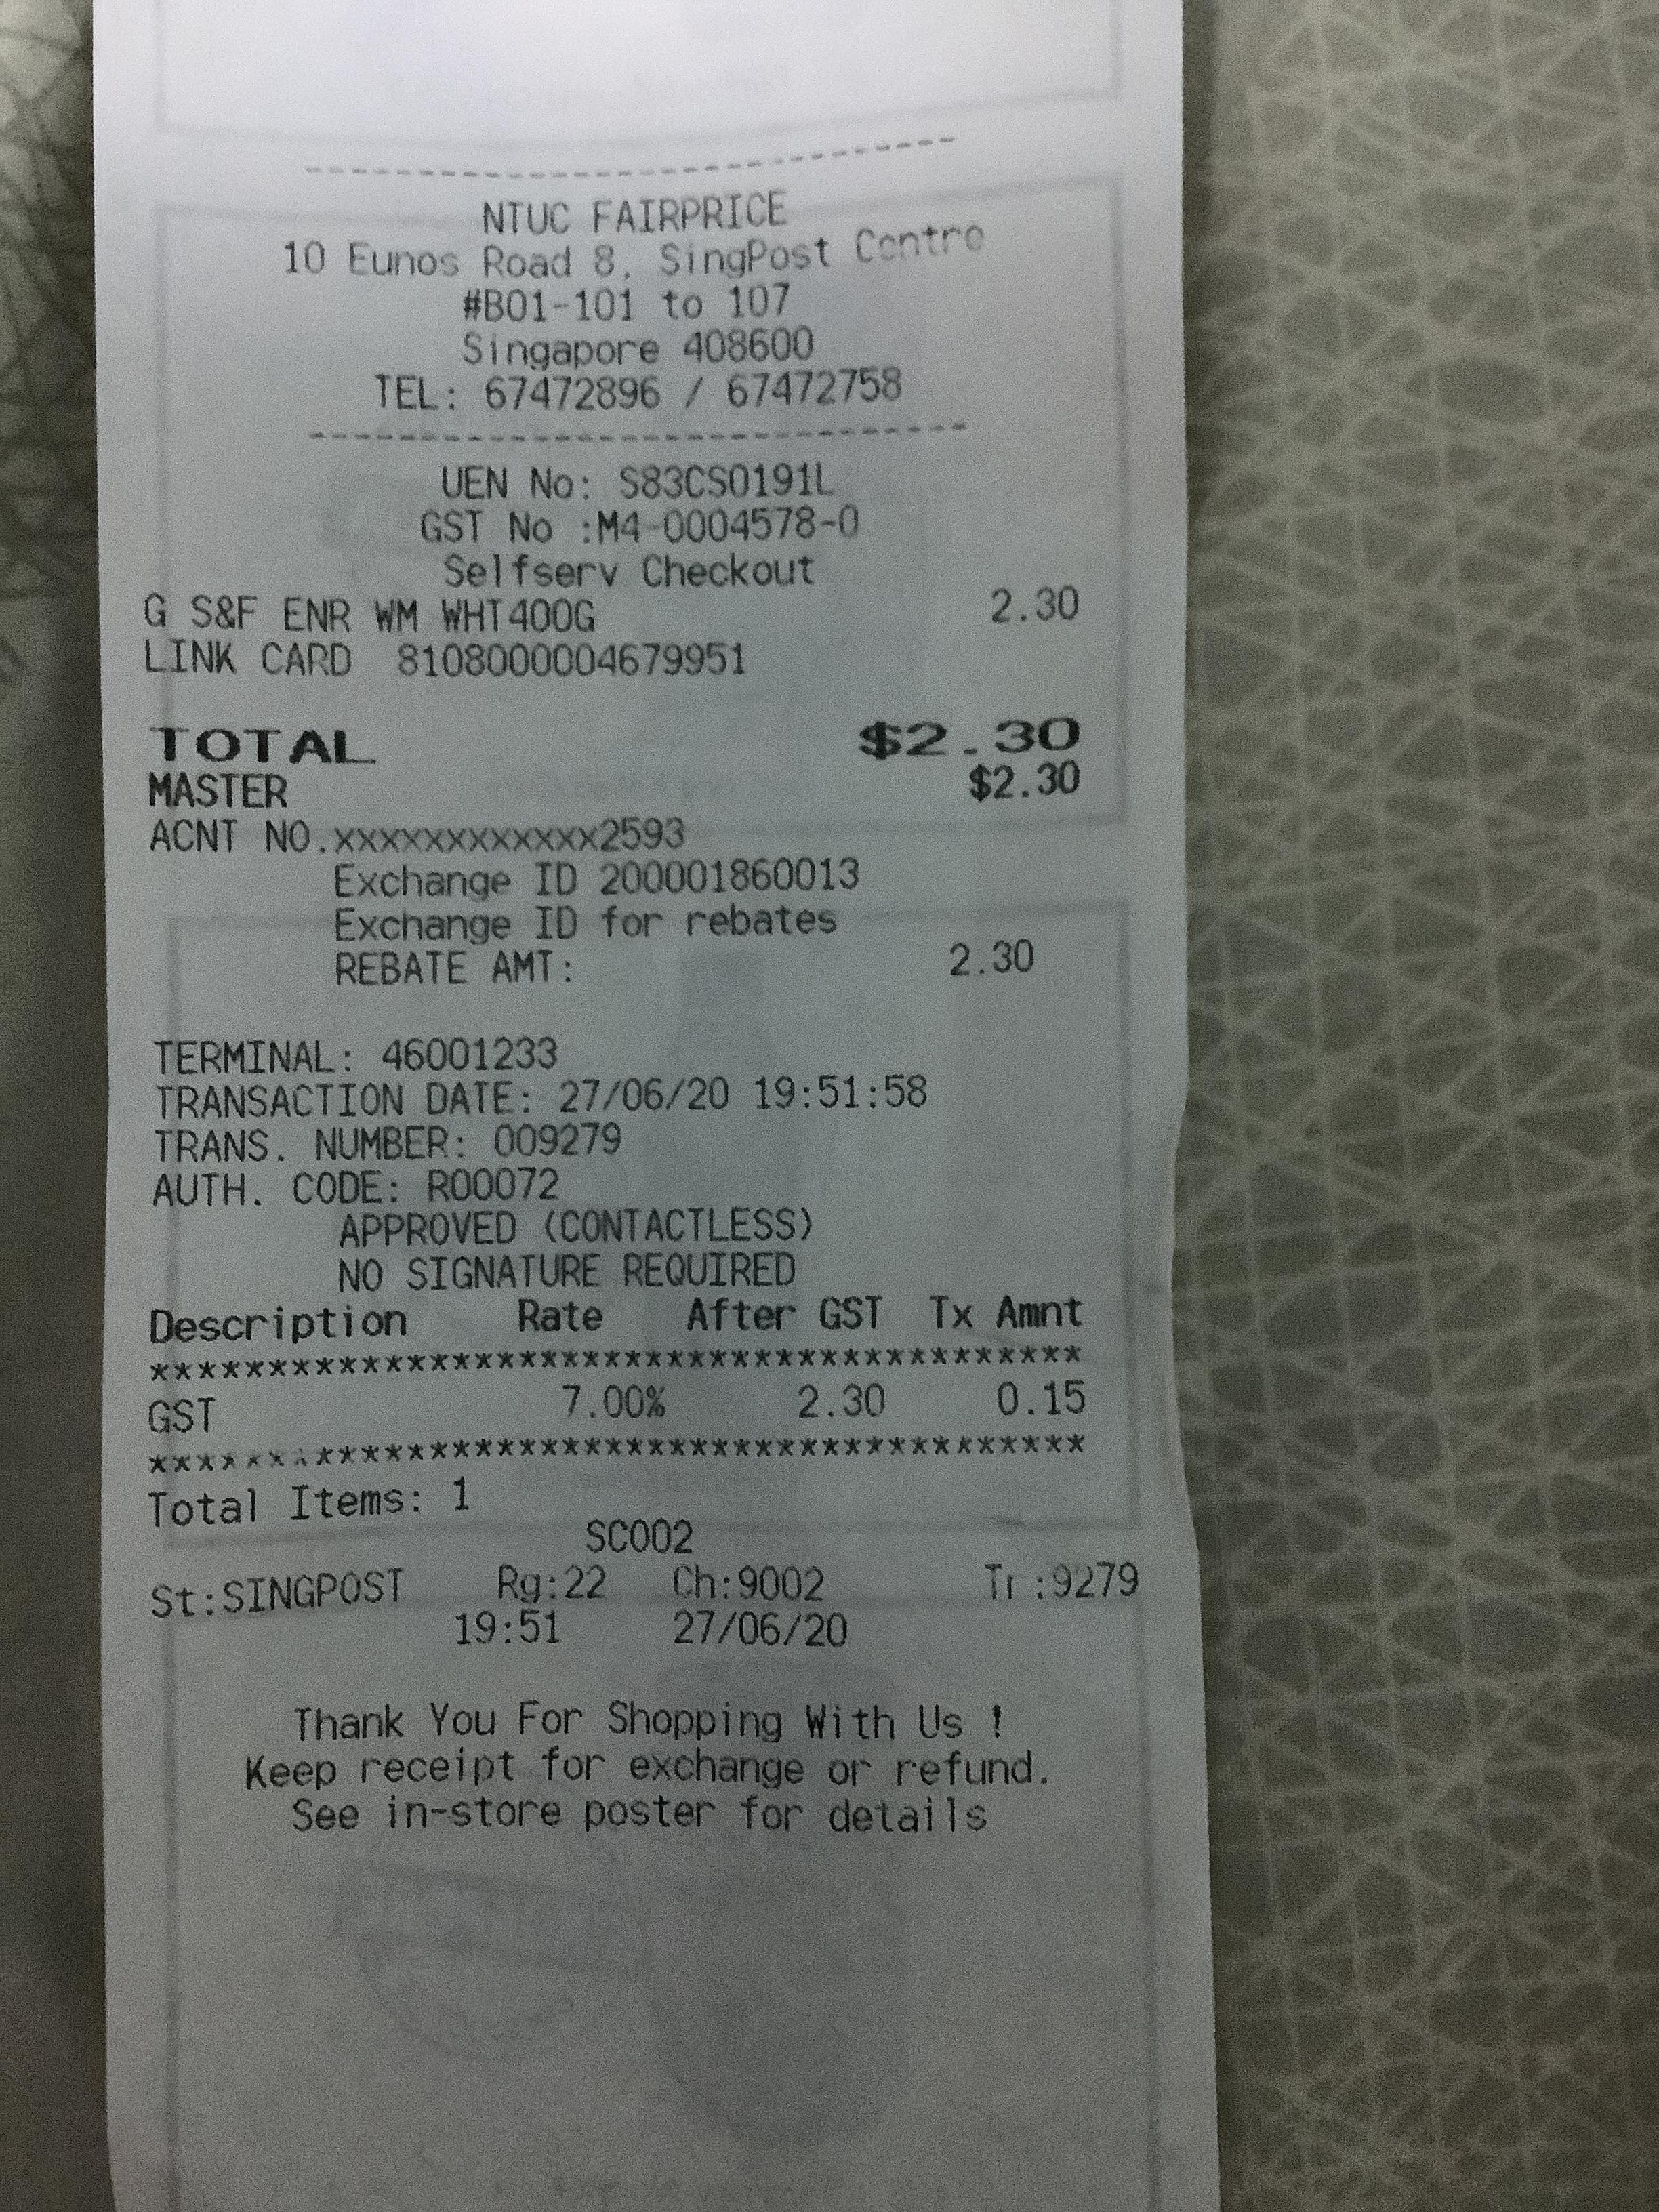 --------------------------------
NTUC FAIRPRICE
10 Eunos Road 8, SingPost Centre
#B01-101 to 107
Singapore 408600
TEL: 67472896 / 67472758
--------------------------------
UEN No: S83CS0191L
GST No :M4-0004578-0
Selfserv Checkout
G S&F ENR WM WHT400G 2.30
LINK CARD 8108000004679951
TOTAL $2.30
MASTER $2.30
ACNT NO.xxxxxxxxxxxx2593
Exchange ID 200001860013
Exchange ID for rebates
REBATE AMT: 2.30
TERMINAL: 46001233
TRANSACTION DATE: 27/06/20 19:51:58
TRANS. NUMBER: 009279
AUTH. CODE: R00072
APPROVED (CONTACTLESS)
NO SIGNATURE REQUIRED
Description Rate After GST Tx Amnt
****************************************
GST 7.00% 2.30 0.15
****************************************
Total Items: 1
SC002
St:SINGPOST Rg:22 Ch:9002 Tr:9279
19:51 27/06/20
Thank You For Shopping With Us !
Keep receipt for exchange or refund.
See in-store poster for details